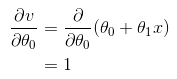 ∂v/∂θ₀ = ∂/∂θ₀ (θ₀ + θ₁x)
= 1